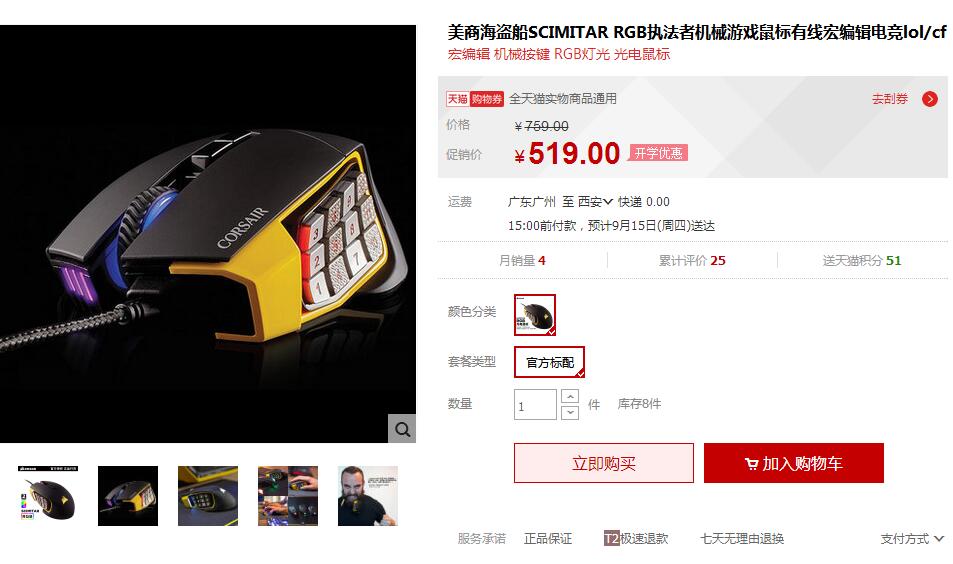 美商海盗船SCIMITAR RGB执法者机械游戏鼠标有线宏编辑电竞lol/cf
宏编辑 机械按键 RGB灯光 光电鼠标
天猫 购物券 全天猫实物商品通用 去刮券
价格 ¥759.00
促销价 ¥519.00 开学优惠
运费 广东广州 至 西安 快递 0.00
15:00前付款，预计9月15日(周四)送达
月销量 4 累计评价 25 送天猫积分 51
颜色分类
套餐类型 官方标配
数量 1 件 库存8件
立即购买 加入购物车
服务承诺 正品保证 T2极速退款 七天无理由退换 支付方式
CORSAIR
3
2
1
SCIMITAR
RGB